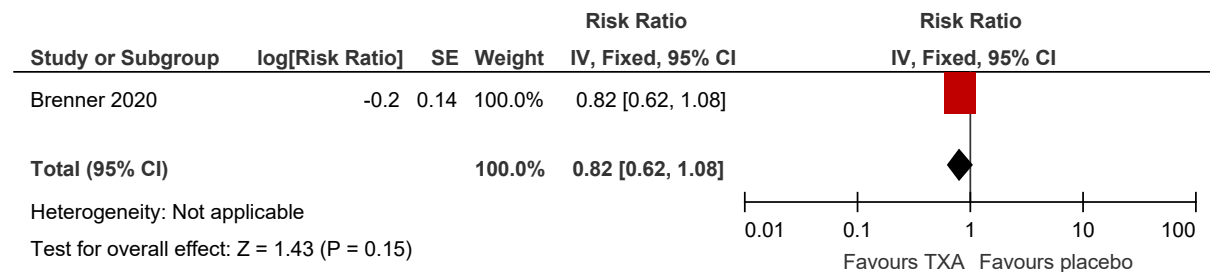 Risk Ratio Risk Ratio
Study or Subgroup log[Risk Ratio] SE Weight IV, Fixed, 95% CI IV, Fixed, 95% CI
Brenner 2020 -0.2 0.14 100.0% 0.82 [0.62, 1.08]
Total (95% CI) 100.0% 0.82 [0.62, 1.08]
Heterogeneity: Not applicable
Test for overall effect: Z = 1.43 (P = 0.15)
0.01 0.1 1 10 100
Favours TXA Favours placebo